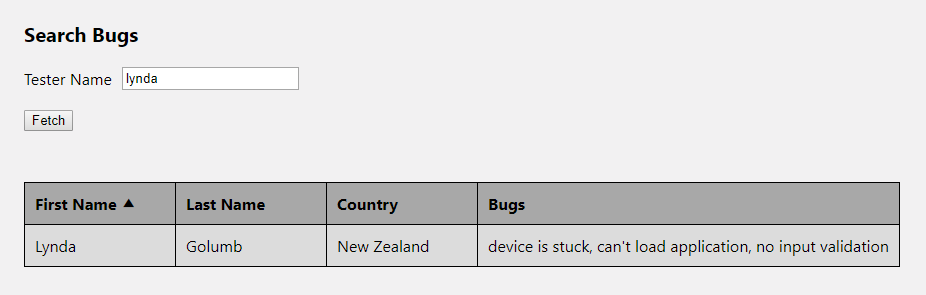 Search Bugs
Tester Name lynda
Fetch
First Name ▲ Last Name Country Bugs
Lynda Golumb New Zealand device is stuck, can't load application, no input validation